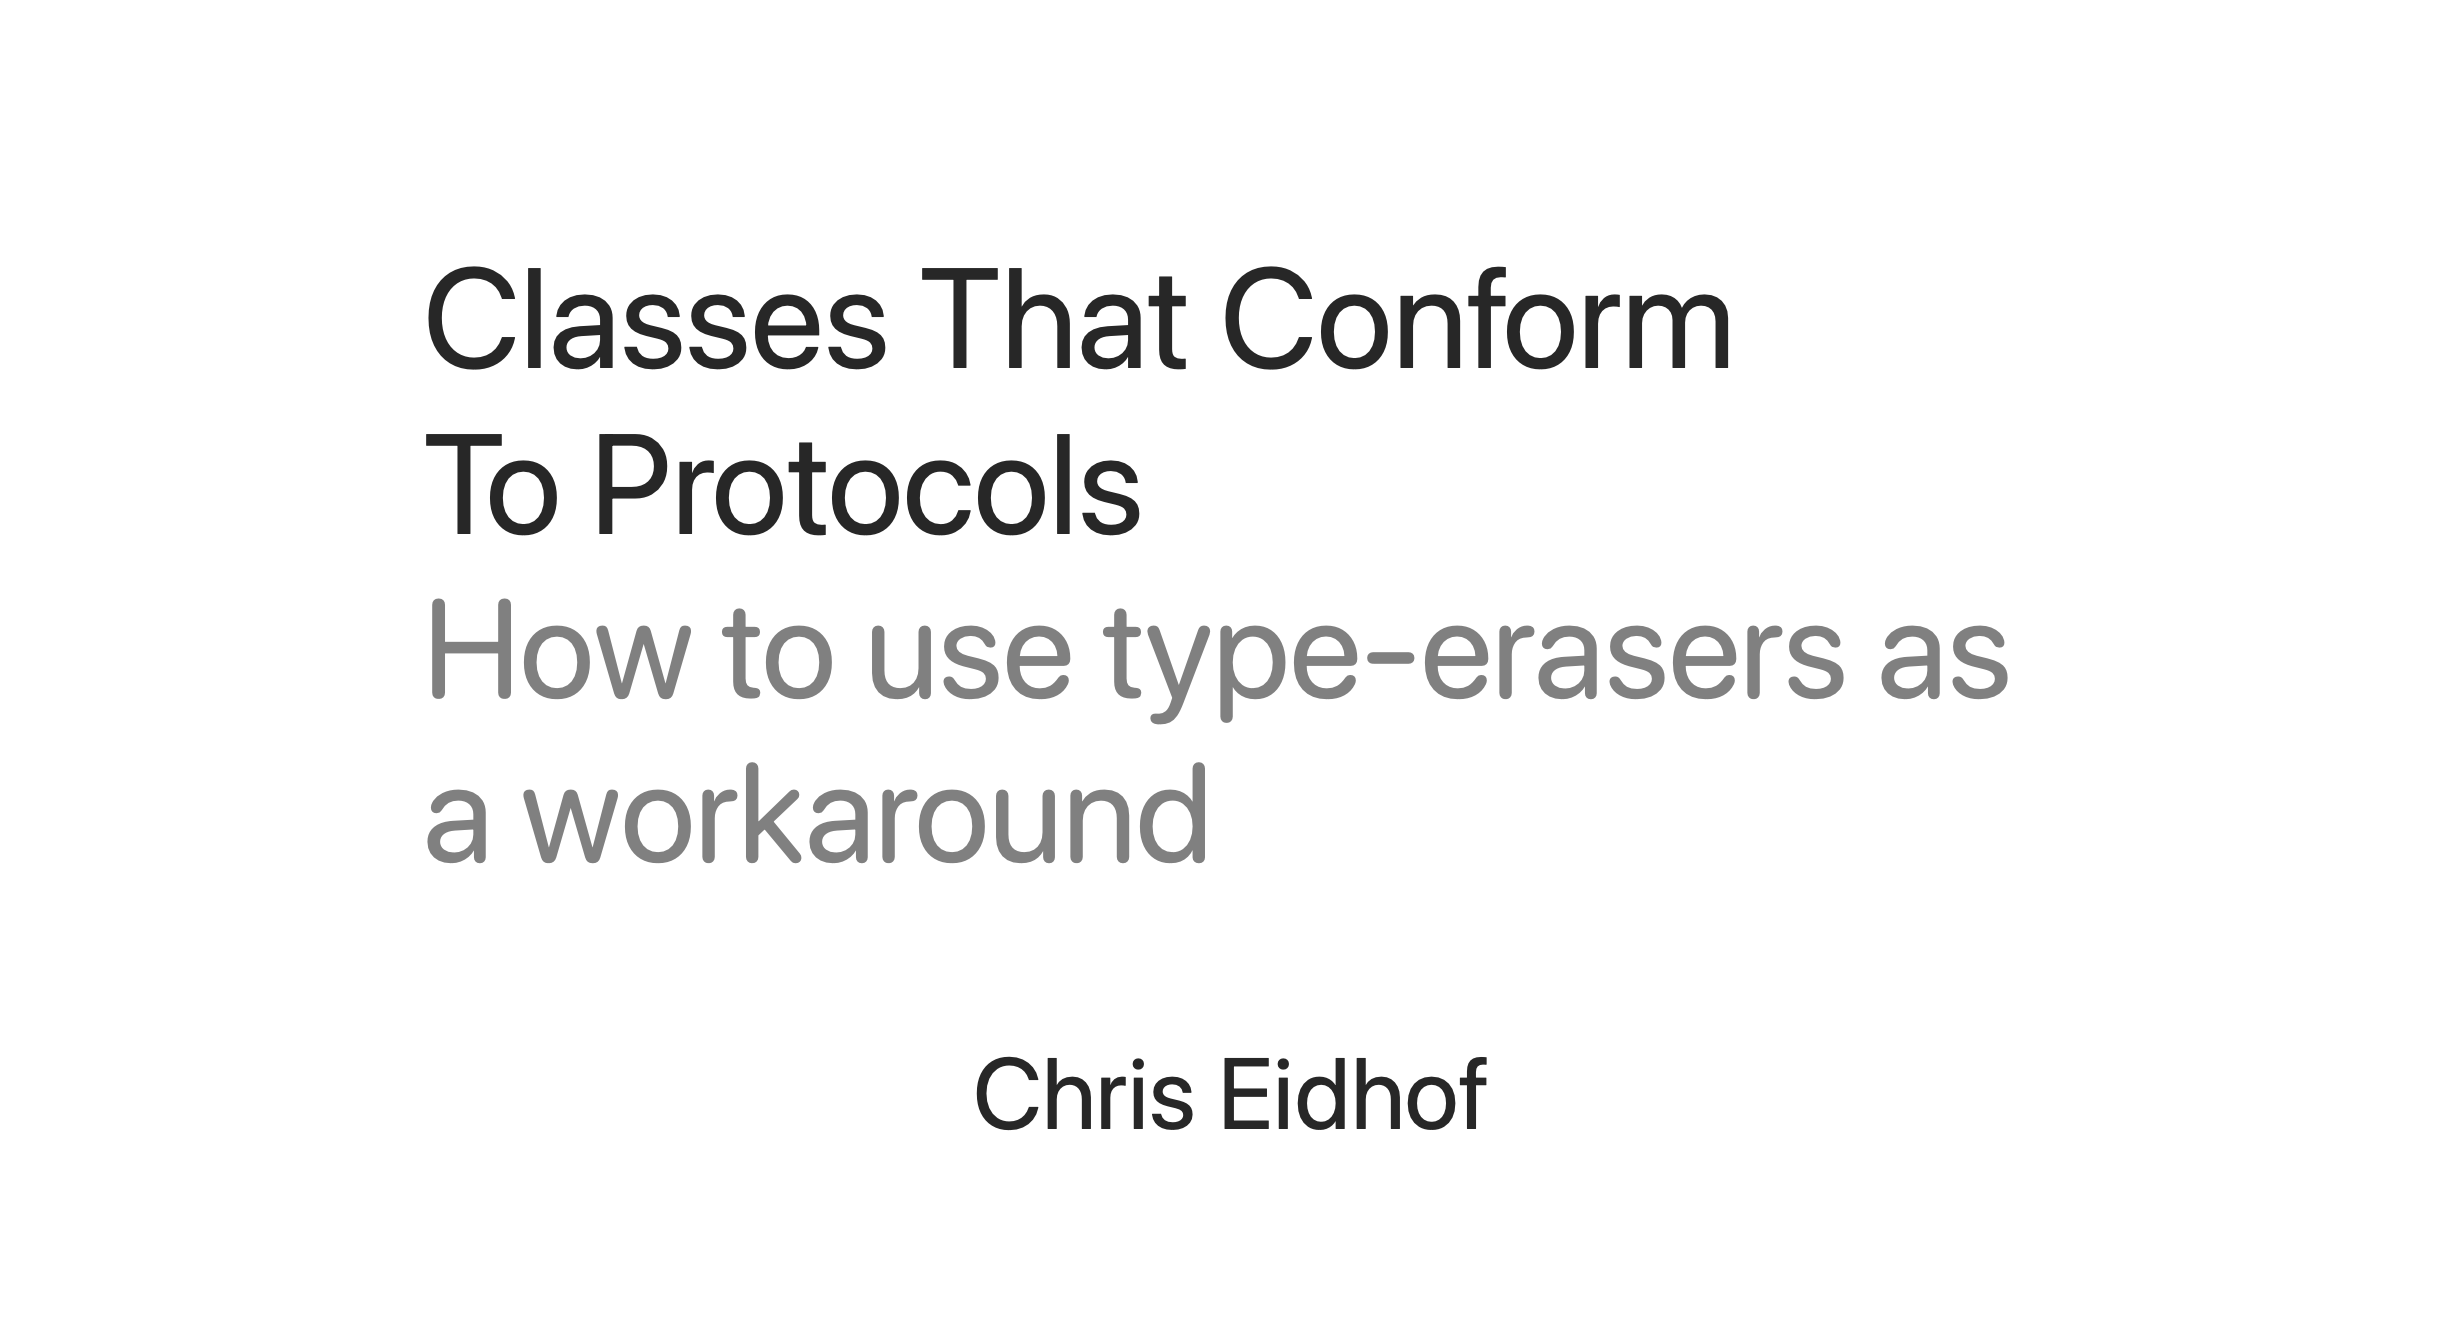 Classes That Conform
To Protocols
How to use type-erasers as
a workaround
Chris Eidhof